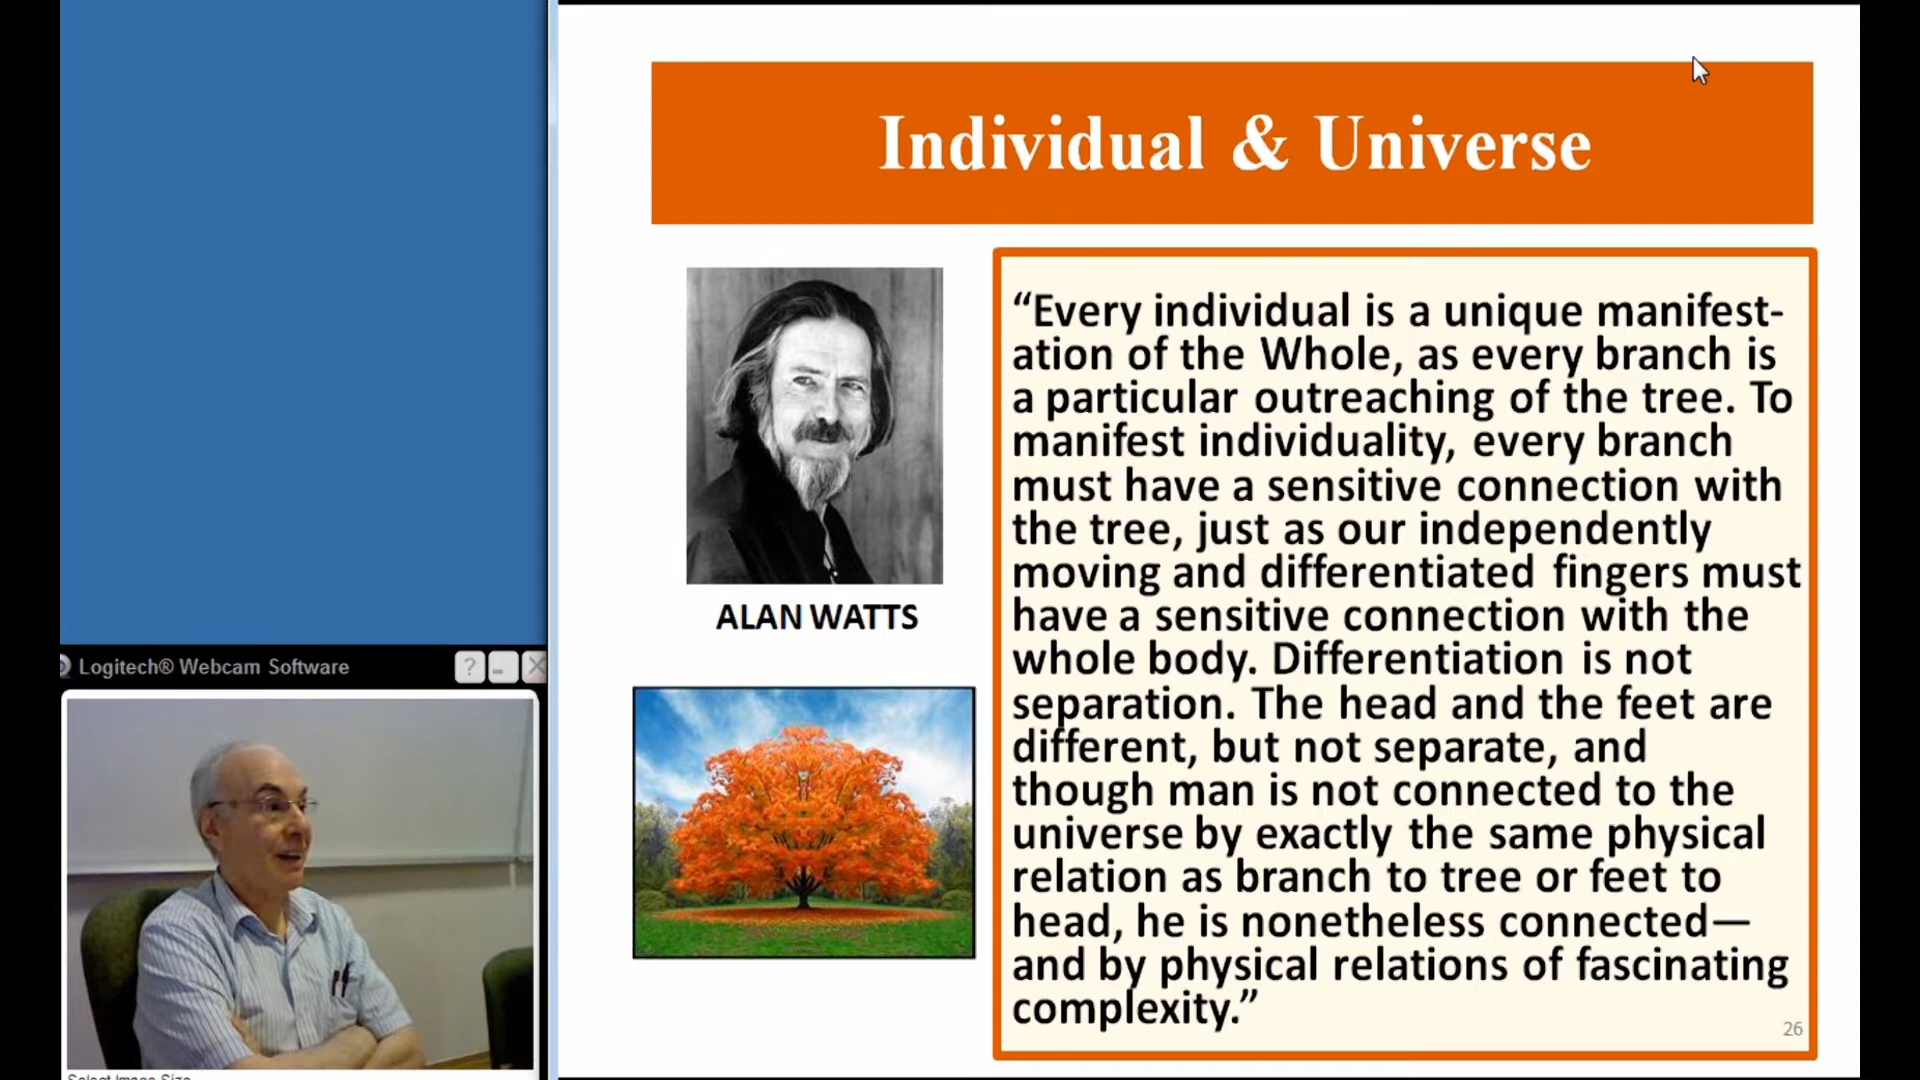 Individual & Universe
“Every individual is a unique manifest-
ation of the Whole, as every branch is
a particular outreaching of the tree. To
manifest individuality, every branch
must have a sensitive connection with
the tree, just as our independently
moving and differentiated fingers must
have a sensitive connection with the
whole body. Differentiation is not
separation. The head and the feet are
different, but not separate, and
though man is not connected to the
universe by exactly the same physical
relation as branch to tree or feet to
head, he is nonetheless connected—
and by physical relations of fascinating
complexity.”
26
ALAN WATTS
Logitech® Webcam Software
?
Select Image Size